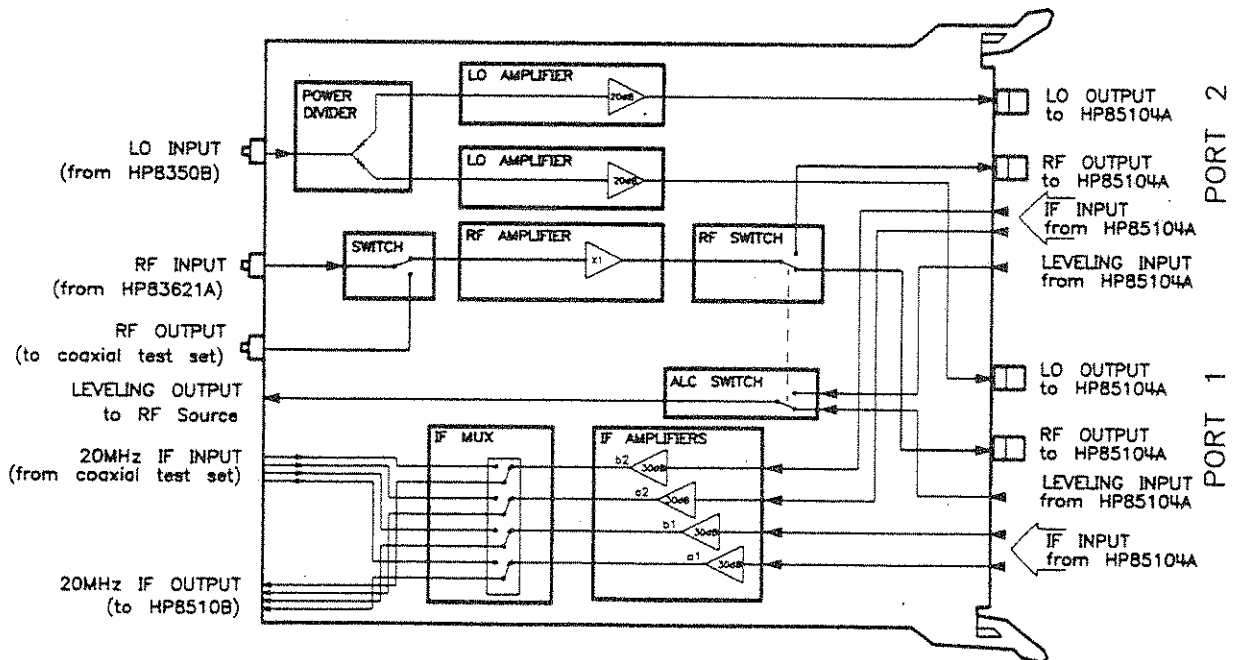 LO AMPLIFIER
20dB
POWER
DIVIDER
LO INPUT
(from HP8350B)
LO AMPLIFIER
20dB
SWITCH
RF AMPLIFIER
x1
RF SWITCH
RF INPUT
(from HP83621A)
RF OUTPUT
(to coaxial test set)
LEVELING OUTPUT
to RF Source
ALC SWITCH
20MHz IF INPUT
(from coaxial test set)
IF MUX
IF AMPLIFIERS
b2
30dB
a2
30dB
b1
30dB
a1
30dB
20MHz IF OUTPUT
(to HP8510B)
LO OUTPUT
to HP85104A
RF OUTPUT
to HP85104A
IF INPUT
from HP85104A
LEVELING INPUT
from HP85104A
PORT 2
LO OUTPUT
to HP85104A
RF OUTPUT
to HP85104A
LEVELING INPUT
from HP85104A
IF INPUT
from HP85104A
PORT 1